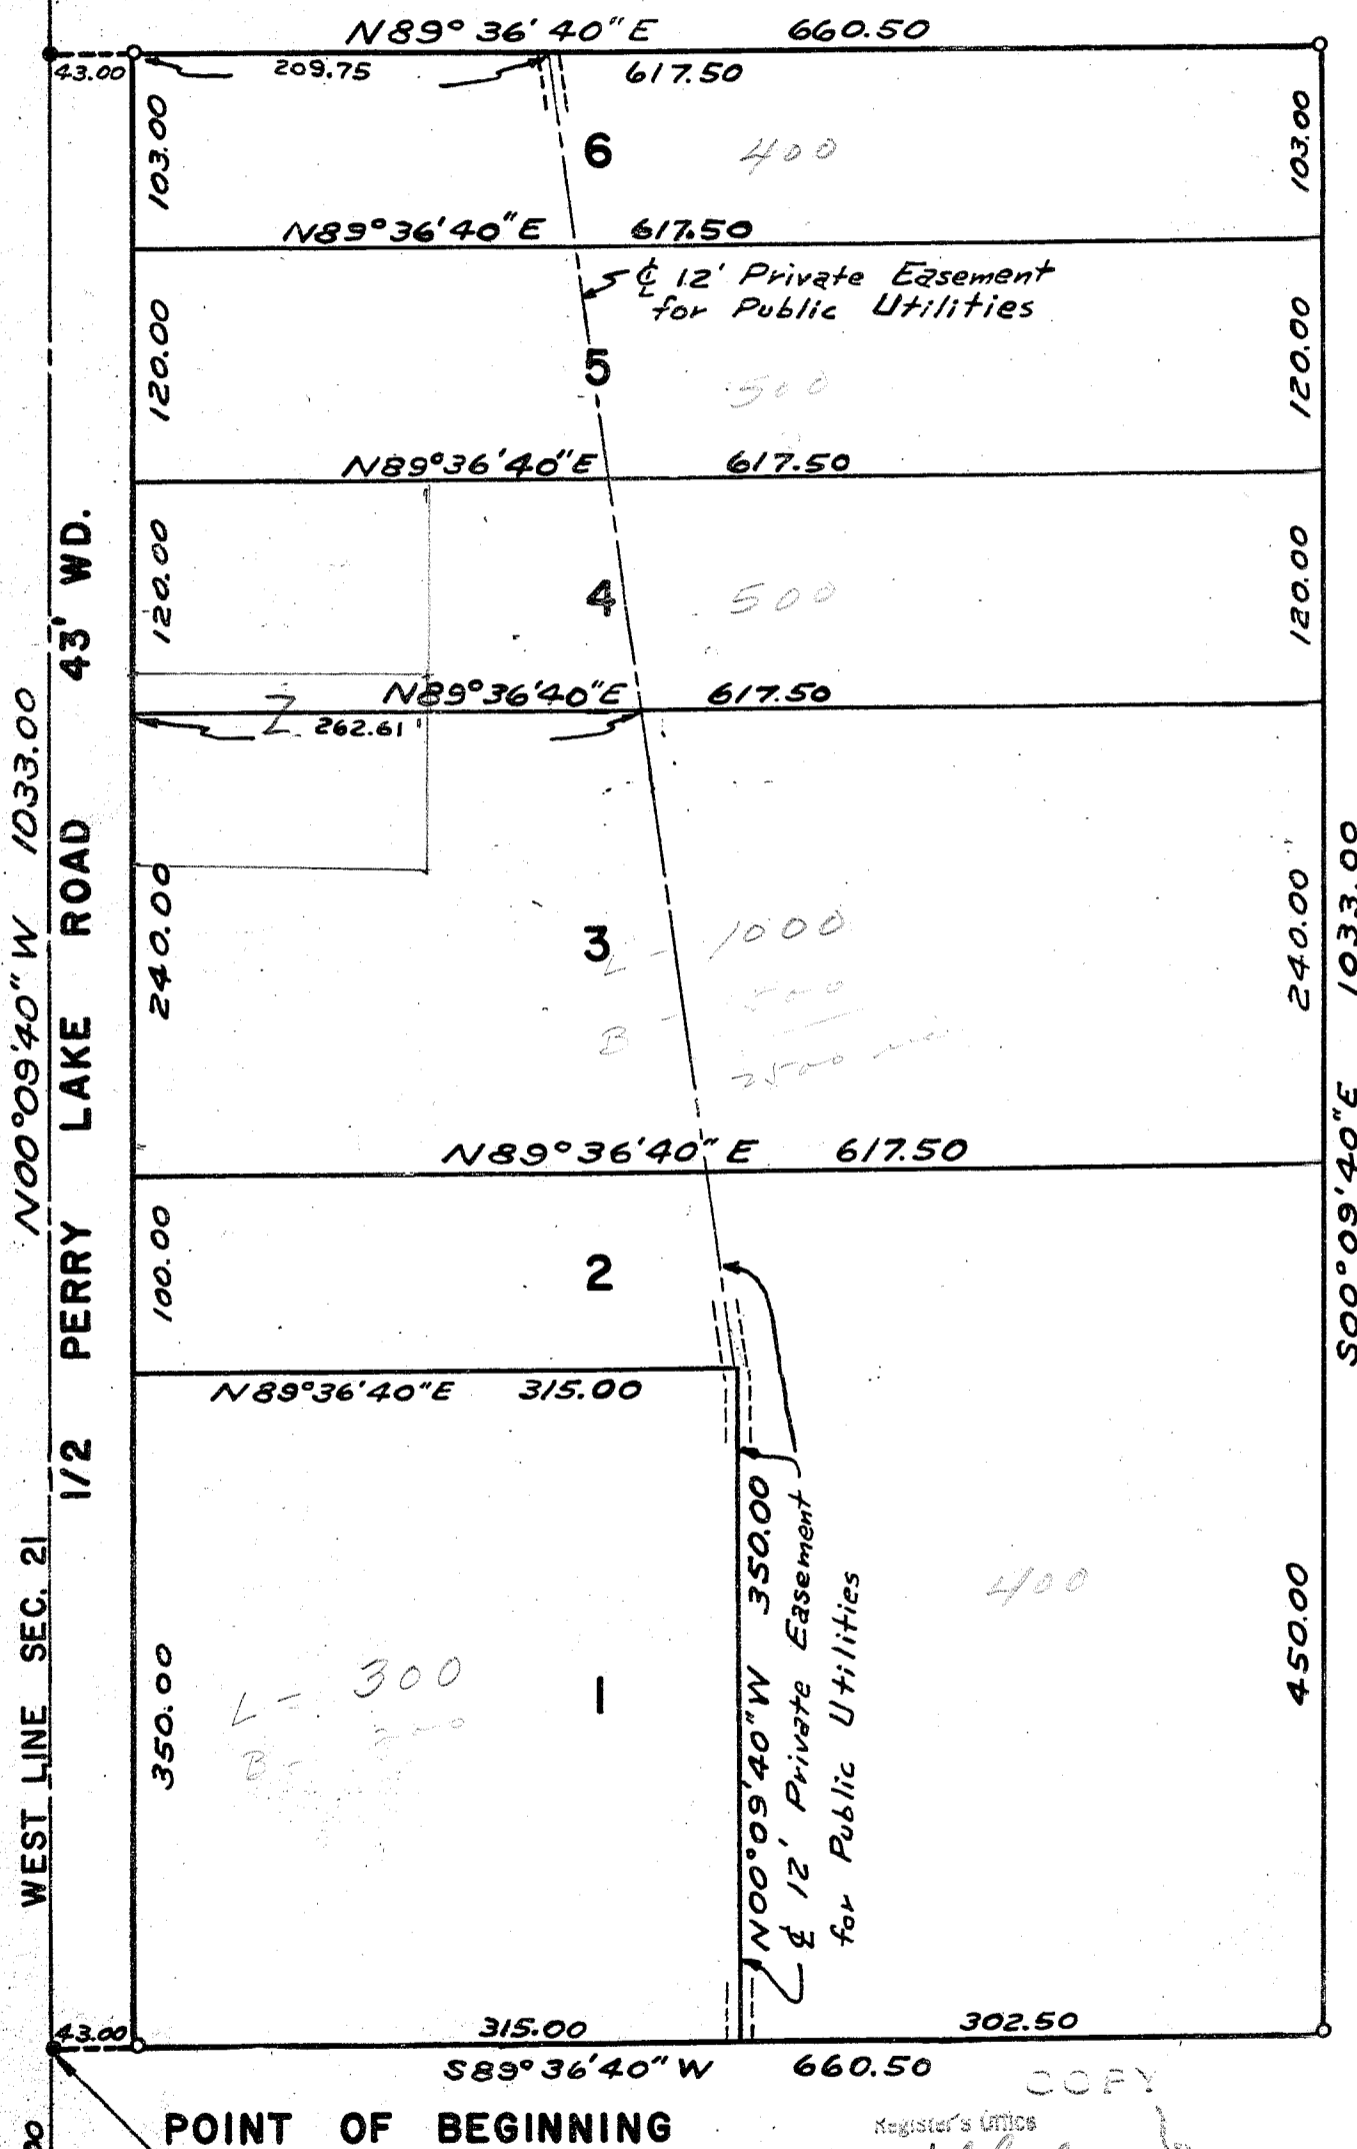 N89° 36' 40" E 660.50
43.00
209.75
617.50
103.00
103.00
6
400
N89°36'40"E 617.50
℄ 12' Private Easement
for Public Utilities
120.00
120.00
5
500
N89°36'40"E 617.50
120.00
120.00
4
500
N89°36'40"E 617.50
Z
262.61'
240.00
240.00
3
L - 1000
B - 500
2500
N89°36'40" E 617.50
100.00
2
N89°36'40"E 315.00
350.00
1
L - 300
B -
N00°09'40"W 350.00
℄ 12' Private Easement
for Public Utilities
400
450.00
N00°09'40" W 1033.00
S00°09'40"E 1033.00
WEST LINE SEC. 21
1/2 PERRY LAKE ROAD 43' WD.
43.00
315.00
302.50
S89°36'40" W 660.50
POINT OF BEGINNING
COPY
Register's Office